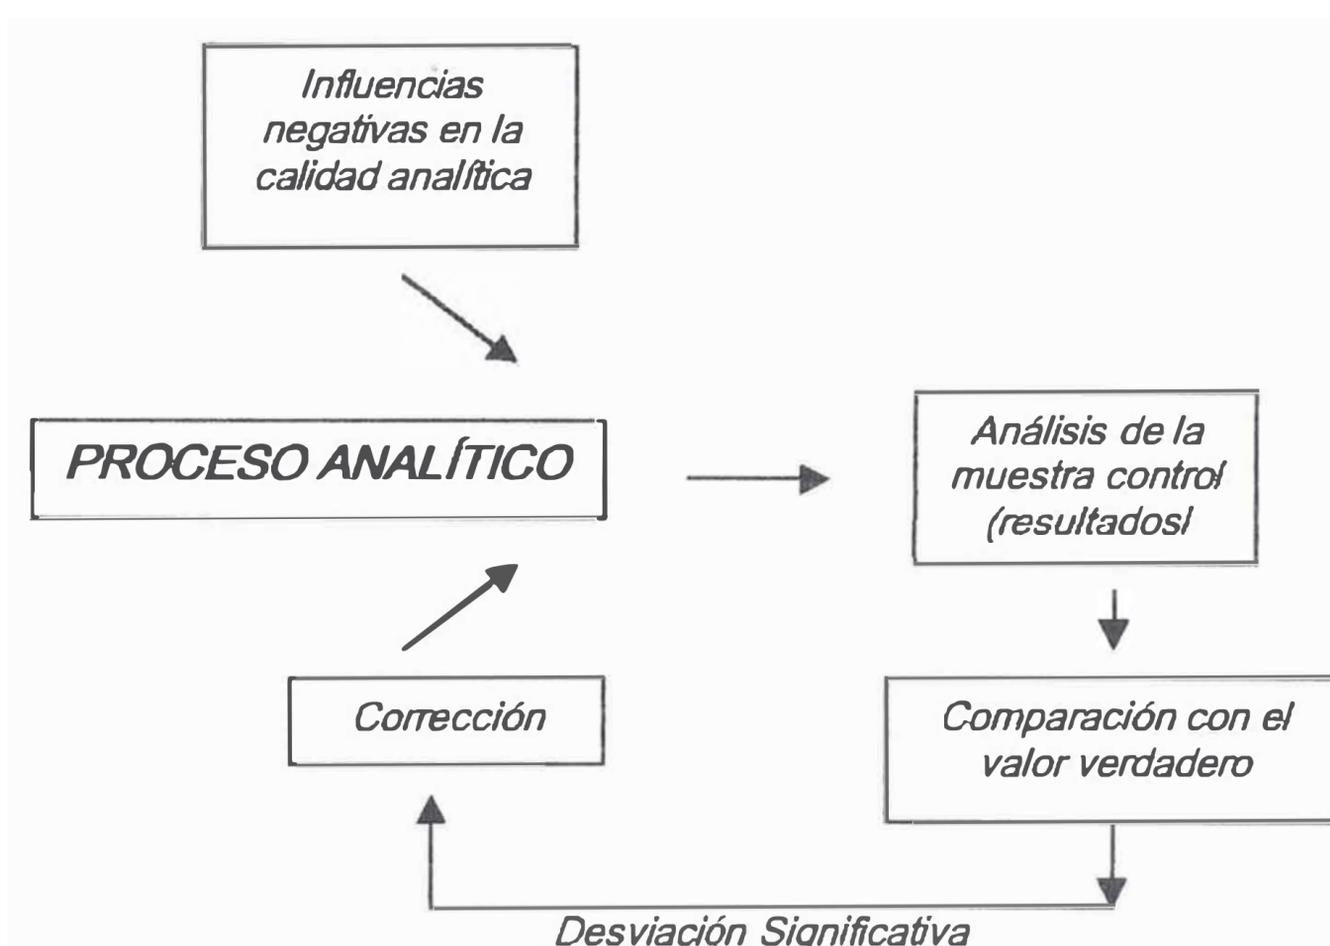 Influencias
negativas en la
calidad analítica
PROCESO ANALÍTICO
Análisis de la
muestra control
(resultados)
Corrección
Comparación con el
valor verdadero
Desviación Significativa